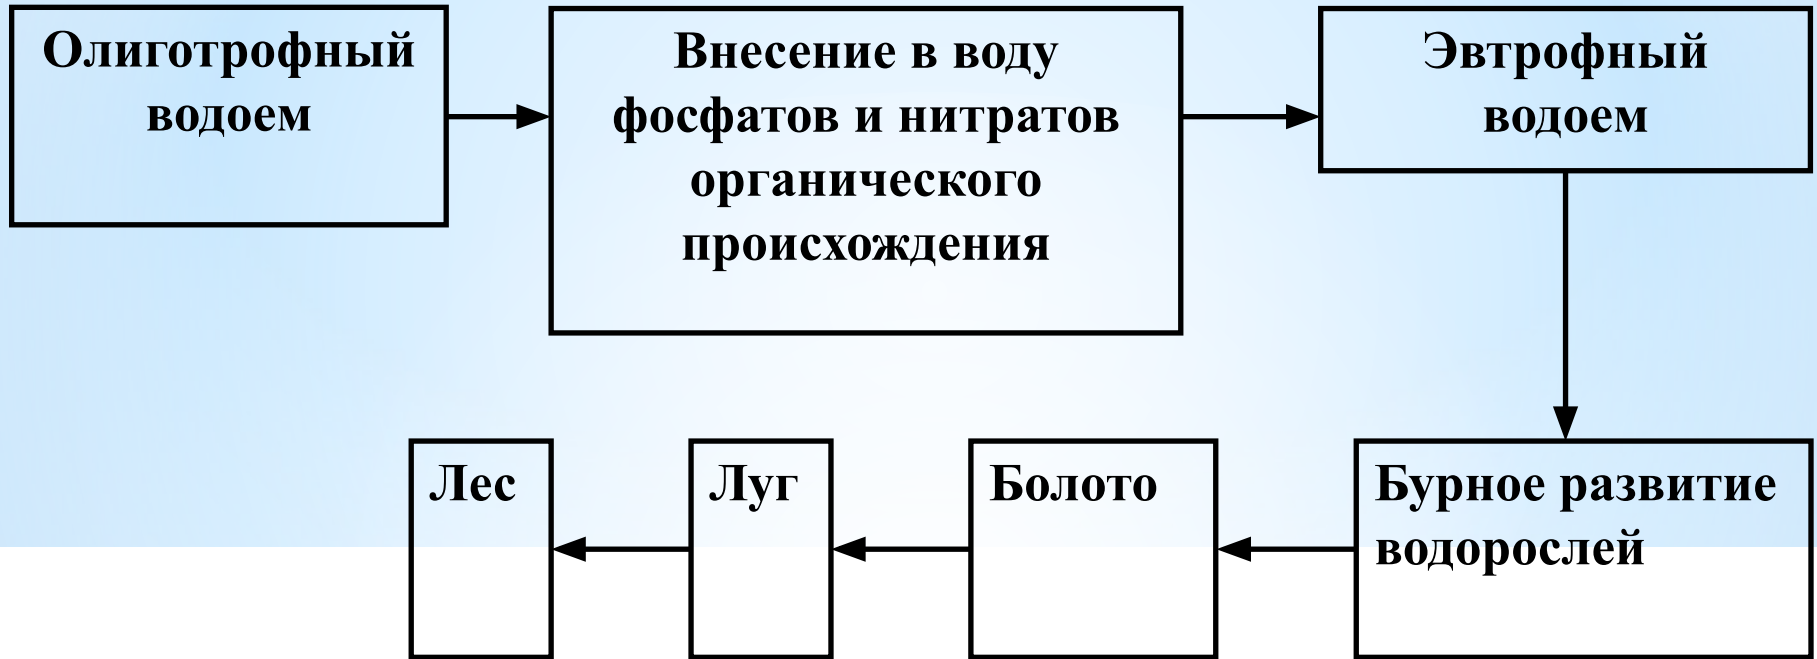 Олиготрофный
водоем
Внесение в воду
фосфатов и нитратов
органического
происхождения
Эвтрофный
водоем
Бурное развитие
водорослей
Болото
Луг
Лес